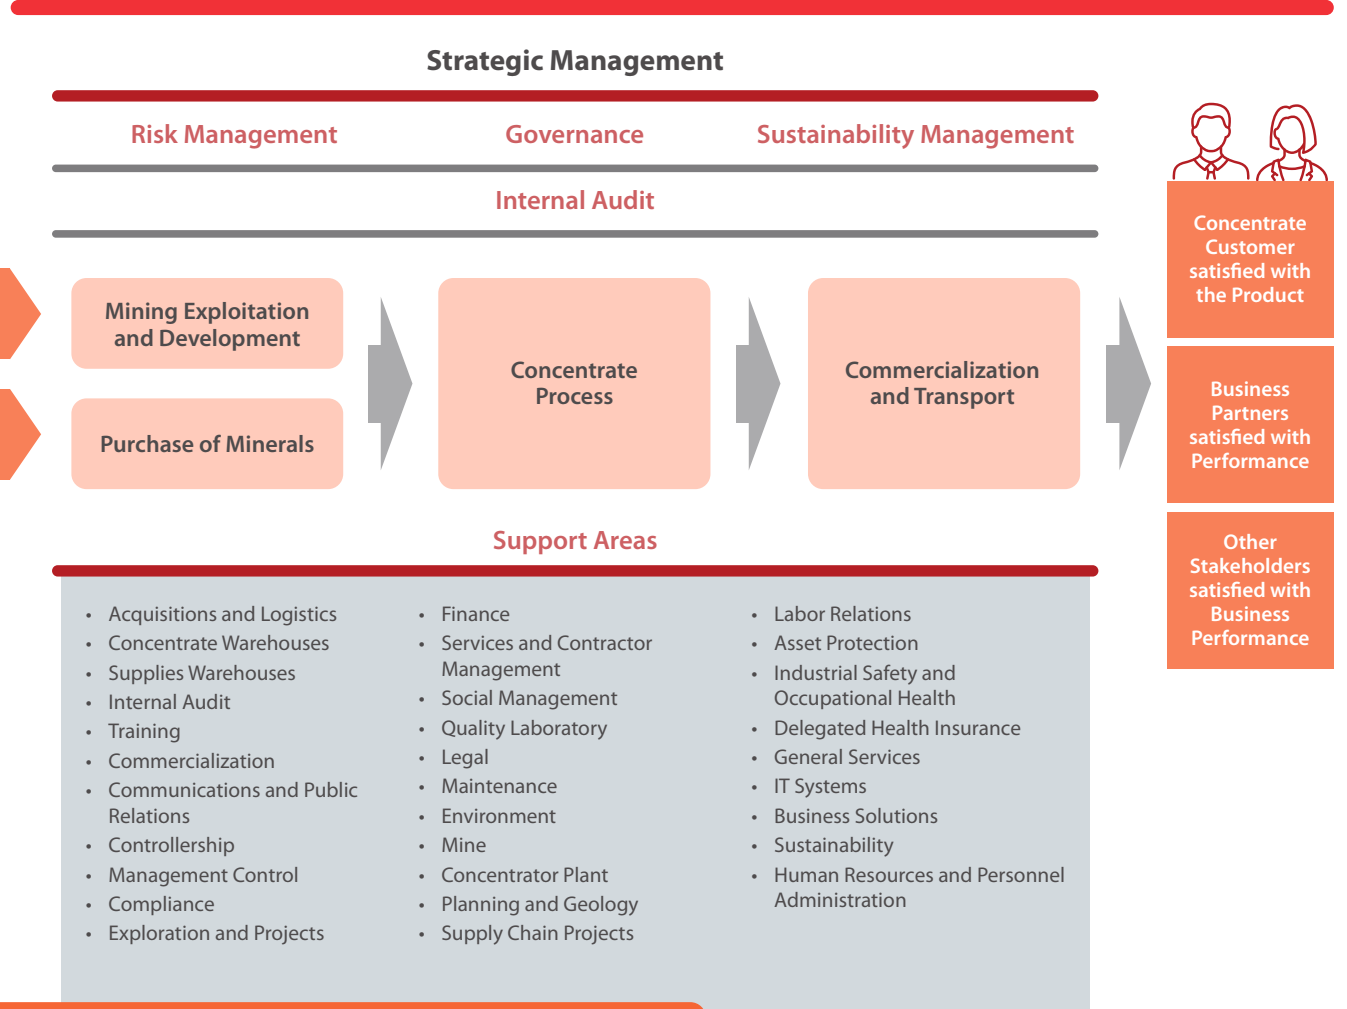 Strategic Management
Risk Management
Governance
Sustainability Management
Internal Audit
Mining Exploitation
and Development
Purchase of Minerals
Concentrate
Process
Commercialization
and Transport
Concentrate
Customer
satisfied with
the Product
Business
Partners
satisfied with
Performance
Other
Stakeholders
satisfied with
Business
Performance
Support Areas
• Acquisitions and Logistics
• Concentrate Warehouses
• Supplies Warehouses
• Internal Audit
• Training
• Commercialization
• Communications and Public
Relations
• Controllership
• Management Control
• Compliance
• Exploration and Projects
• Finance
• Services and Contractor
Management
• Social Management
• Quality Laboratory
• Legal
• Maintenance
• Environment
• Mine
• Concentrator Plant
• Planning and Geology
• Supply Chain Projects
• Labor Relations
• Asset Protection
• Industrial Safety and
Occupational Health
• Delegated Health Insurance
• General Services
• IT Systems
• Business Solutions
• Sustainability
• Human Resources and Personnel
Administration